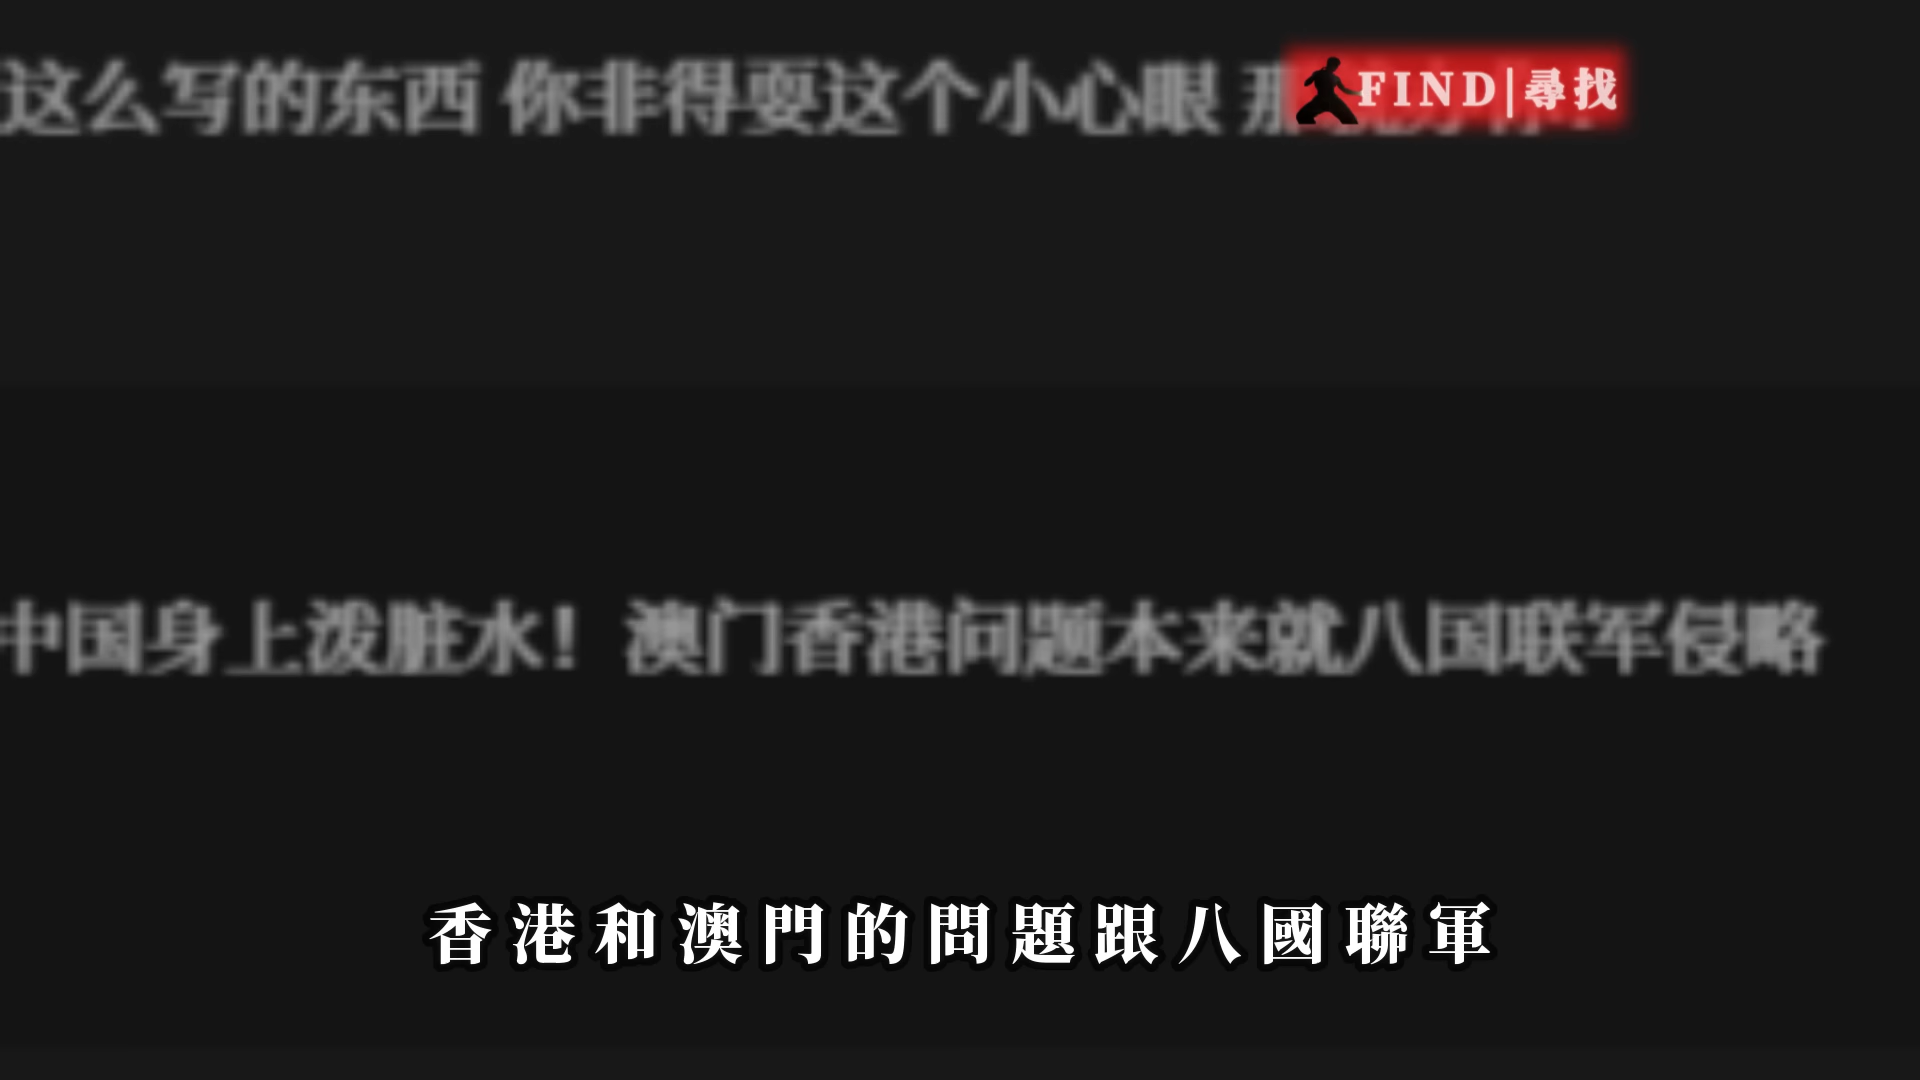 这么写的东西 你非得耍这个小心眼
FIND|尋找
中国身上泼脏水！ 澳门香港问题本来就八国联军侵略
香港和澳門的問題跟八國聯軍